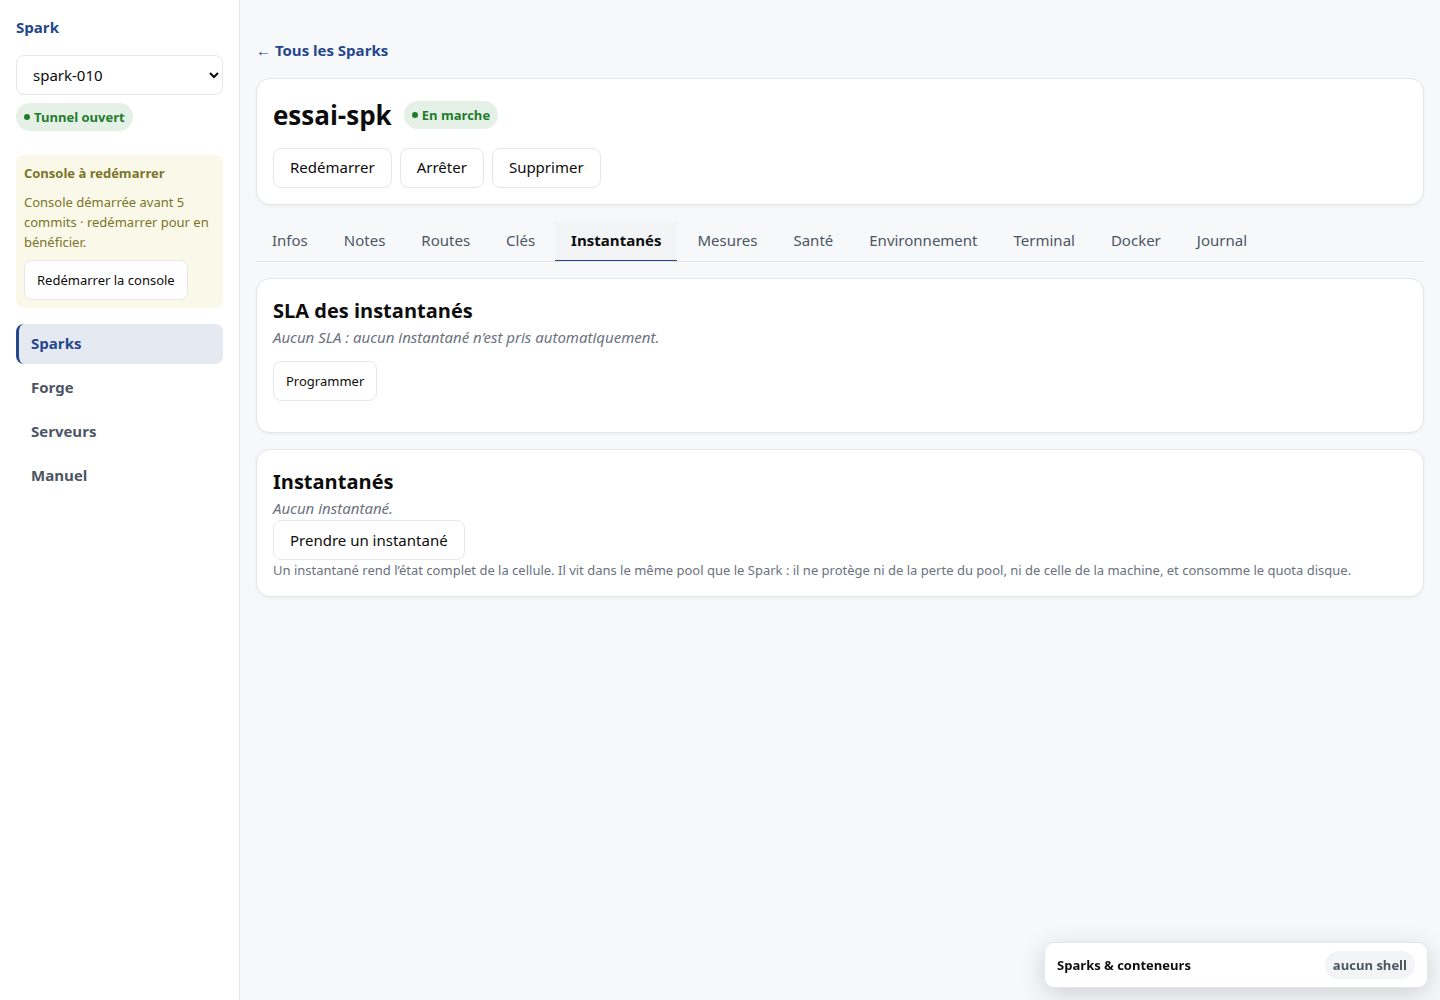 Spark
spark-010
Tunnel ouvert
Console à redémarrer
Console démarrée avant 5
commits · redémarrer pour en
bénéficier.
Redémarrer la console
Sparks
Forge
Serveurs
Manuel
← Tous les Sparks
essai-spk
En marche
Redémarrer
Arrêter
Supprimer
Infos
Notes
Routes
Clés
Instantanés
Mesures
Santé
Environnement
Terminal
Docker
Journal
SLA des instantanés
Aucun SLA : aucun instantané n’est pris automatiquement.
Programmer
Instantanés
Aucun instantané.
Prendre un instantané
Un instantané rend l’état complet de la cellule. Il vit dans le même pool que le Spark : il ne protège ni de la perte du pool, ni de celle de la machine, et consomme le quota disque.
Sparks & conteneurs
aucun shell